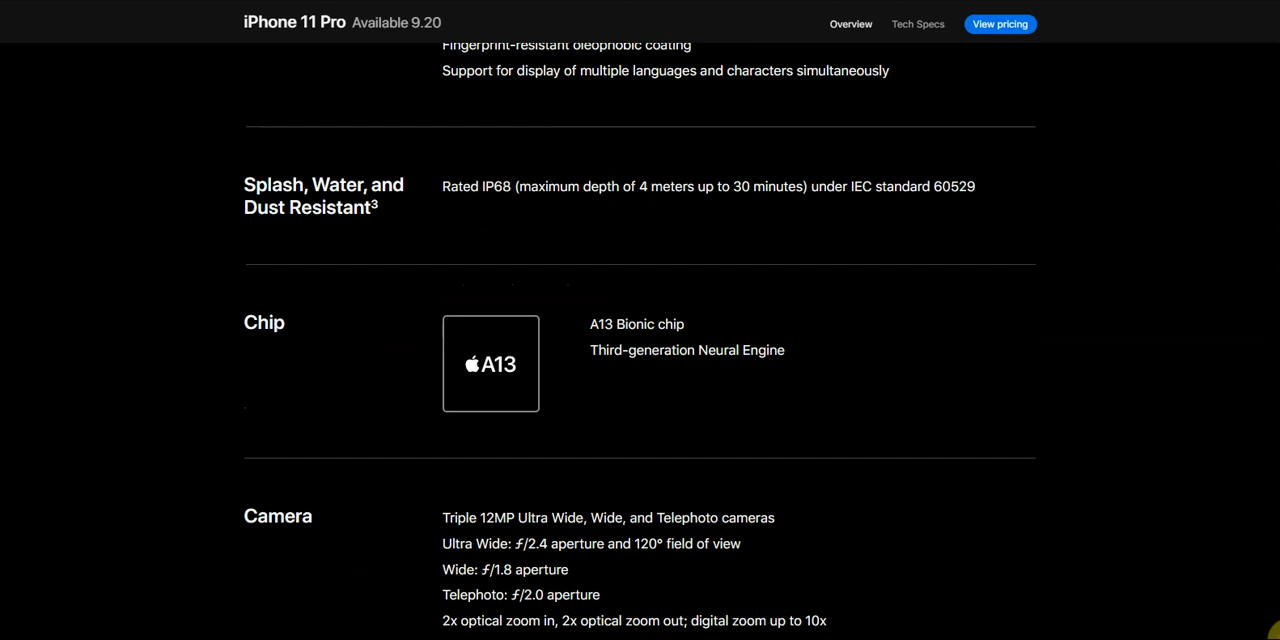 iPhone 11 Pro Available 9.20
Overview
Tech Specs
View pricing
Fingerprint-resistant oleophobic coating
Support for display of multiple languages and characters simultaneously
Splash, Water, and
Dust Resistant³
Rated IP68 (maximum depth of 4 meters up to 30 minutes) under IEC standard 60529
Chip
A13
A13 Bionic chip
Third-generation Neural Engine
Camera
Triple 12MP Ultra Wide, Wide, and Telephoto cameras
Ultra Wide: ƒ/2.4 aperture and 120° field of view
Wide: ƒ/1.8 aperture
Telephoto: ƒ/2.0 aperture
2x optical zoom in, 2x optical zoom out; digital zoom up to 10x